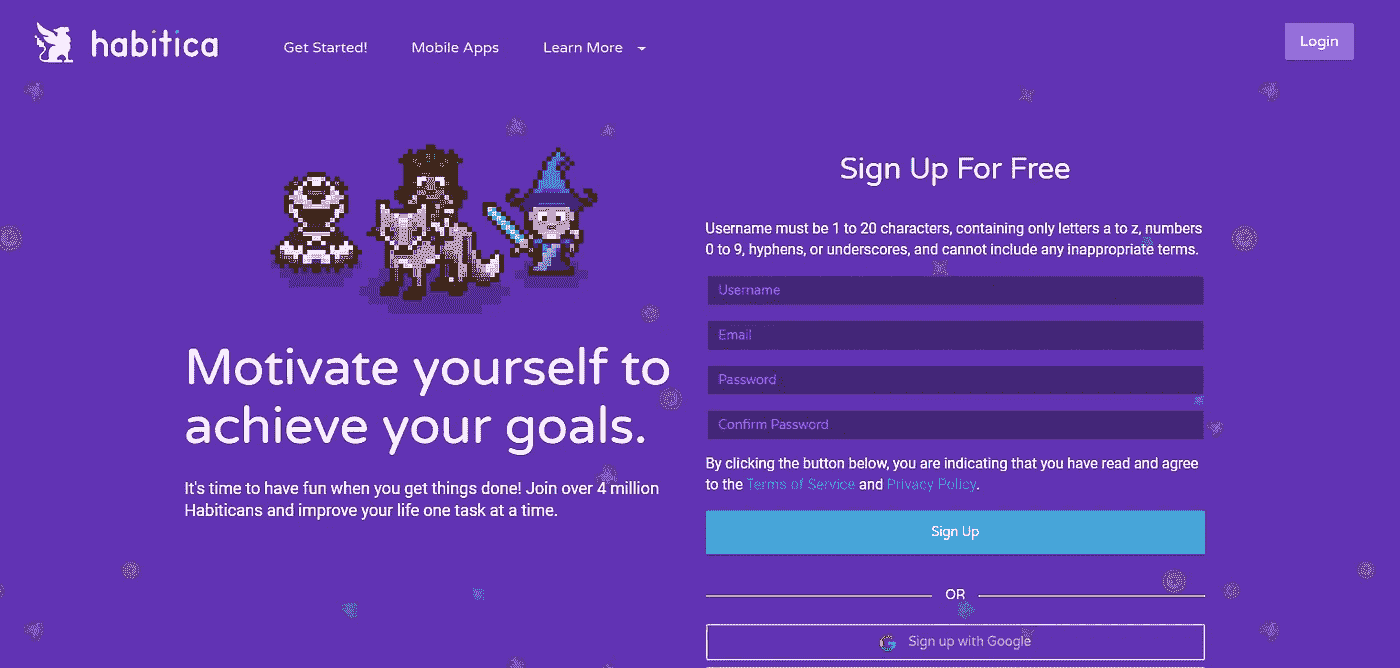 habitica
Get Started!
Mobile Apps
Learn More
Login
Motivate yourself to
achieve your goals.
It's time to have fun when you get things done! Join over 4 million
Habiticans and improve your life one task at a time.
Sign Up For Free
Username must be 1 to 20 characters, containing only letters a to z, numbers
0 to 9, hyphens, or underscores, and cannot include any inappropriate terms.
Username
Email
Password
Confirm Password
By clicking the button below, you are indicating that you have read and agree
to the Terms of Service and Privacy Policy.
Sign Up
OR
Sign up with Google